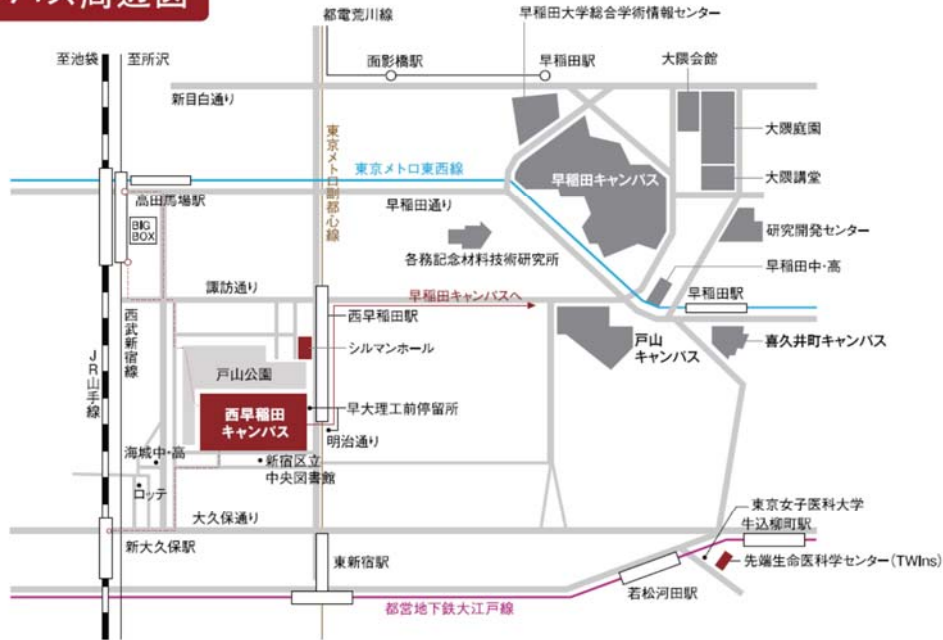 パス周辺図
都電荒川線
早稲田大学総合学術情報センター
至池袋
至所沢
面影橋駅
早稲田駅
大隈会館
新目白通り
大隈庭園
東京メトロ副都心線
東京メトロ東西線
早稲田キャンパス
大隈講堂
高田馬場駅
早稲田通り
BIG
BOX
研究開発センター
各務記念材料技術研究所
早稲田中・高
諏訪通り
早稲田キャンパスへ
早稲田駅
西武新宿線
西早稲田駅
戸山
キャンパス
喜久井町キャンパス
シルマンホール
JR山手線
戸山公園
西早稲田
キャンパス
早大理工前停留所
明治通り
海城中・高
新宿区立
中央図書館
ロッテ
東京女子医科大学
大久保通り
牛込柳町駅
新大久保駅
東新宿駅
先端生命医科学センター(TWIns)
若松河田駅
都営地下鉄大江戸線